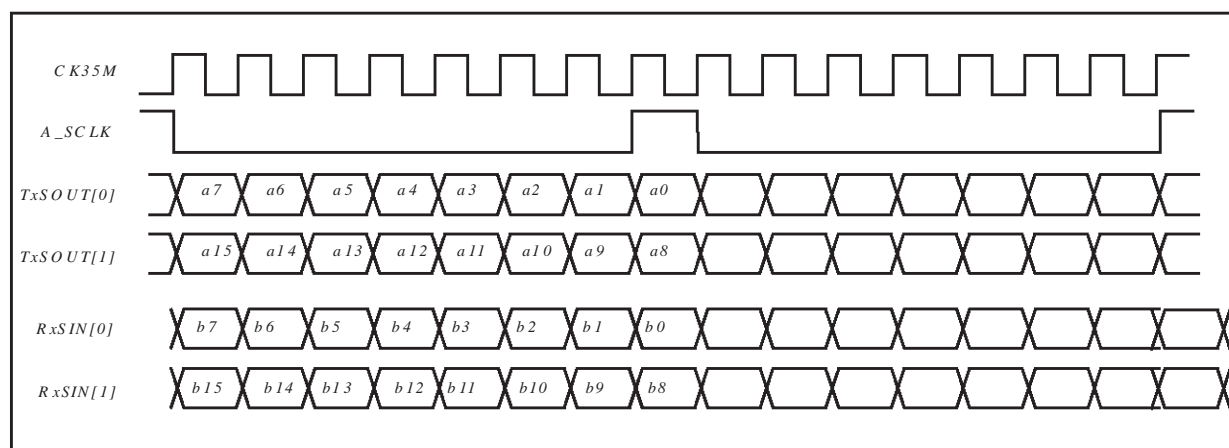 CK35M
A_SCLK
TxSOUT[0] a7 a6 a5 a4 a3 a2 a1 a0
TxSOUT[1] a15 a14 a13 a12 a11 a10 a9 a8
RxSIN[0] b7 b6 b5 b4 b3 b2 b1 b0
RxSIN[1] b15 b14 b13 b12 b11 b10 b9 b8